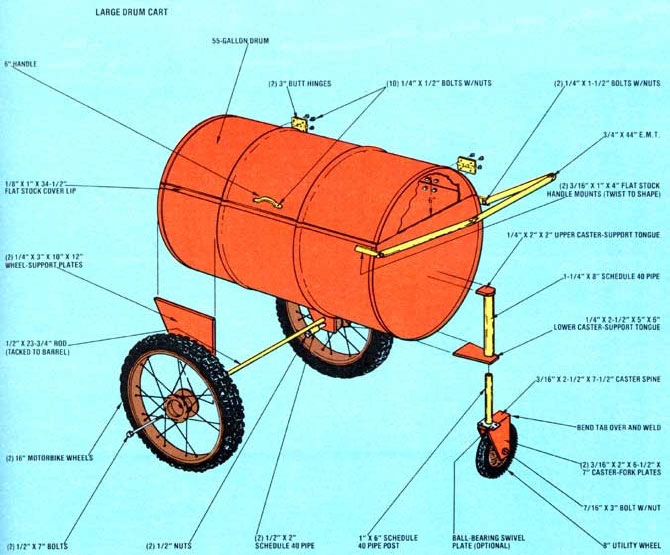 LARGE DRUM CART
55-GALLON DRUM
6" HANDLE
(2) 3" BUTT HINGES
(10) 1/4" X 1/2" BOLTS W/NUTS
(2) 1/4" X 1-1/2" BOLTS W/NUTS
3/4" X 44" E.M.T.
1/8" X 1" X 34-1/2"
FLAT STOCK COVER LIP
(2) 3/16" X 1" X 4" FLAT STOCK
HANDLE MOUNTS (TWIST TO SHAPE)
6"
1/4" X 2" X 2" UPPER CASTER-SUPPORT TONGUE
(2) 1/4" X 3" X 10" X 12"
WHEEL-SUPPORT PLATES
1-1/4" X 8" SCHEDULE 40 PIPE
1/4" X 2-1/2" X 5" X 6"
LOWER CASTER-SUPPORT TONGUE
1/2" X 23-3/4" ROD
(TACKED TO BARREL)
3/16" X 2-1/2" X 7-1/2" CASTER SPINE
BEND TAB OVER AND WELD
(2) 16" MOTORBIKE WHEELS
(2) 3/16" X 2" X 6-1/2" X
7" CASTER-FORK PLATES
7/16" X 3" BOLT W/NUT
(2) 1/2" X 7" BOLTS
(2) 1/2" NUTS
(2) 1/2" X 2"
SCHEDULE 40 PIPE
1" X 6" SCHEDULE
40 PIPE POST
BALL-BEARING SWIVEL
PLATE (OPTIONAL)
8" UTILITY WHEEL